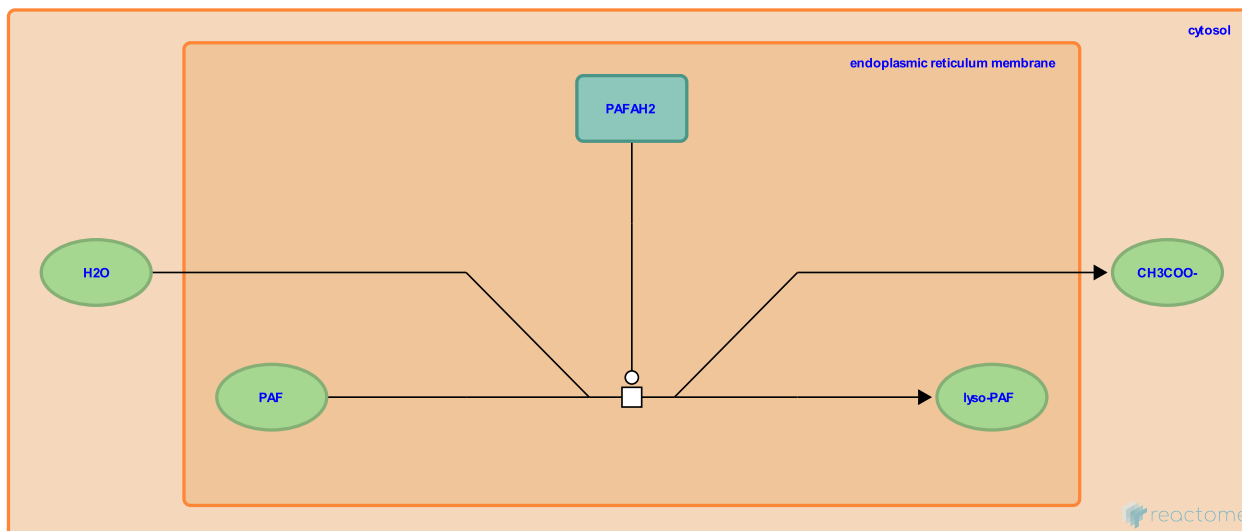 cytosol
endoplasmic reticulum membrane
PAFAH2
H2O
CH3COO-
PAF
lyso-PAF
reactome